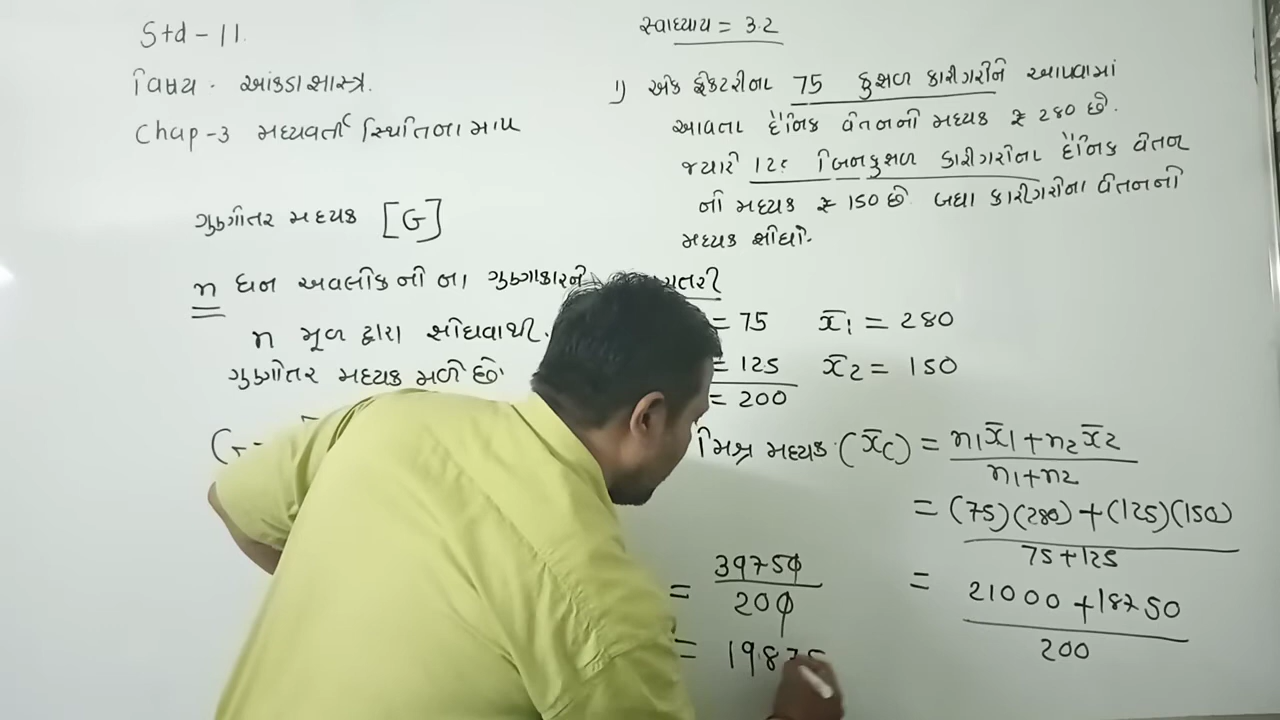 Std - 11.
વિષય . આંકડાશાસ્ત્ર.
Chap-3 મધ્યવર્તી સ્થિતિના માપ
ગુણોત્તર મધ્યક [G]
n ધન અવલોકનોના ગુણાકારને
n મૂળ દ્વારા શોધવાથી.
ગુણોત્તર મધ્યક મળે છે.
સ્વાધ્યાય = 3.2
1) એક ફેકટરીના 75 કુશળ કારીગરોને આપવામાં
આવતા દૈનિક વેતનનો મધ્યક ₹ 280 છે.
જ્યારે 125 બિનકુશળ કારીગરોના દૈનિક વેતન
નો મધ્યક ₹ 150 છે. બધા કારીગરોના વેતનનો
મધ્યક શોધો.
= 75 x̄1 = 280
= 125 x̄2 = 150
= 200
મિશ્ર મધ્યક (x̄c) = n1x̄1 + n2x̄2
n1+n2
= (75)(280) + (125)(150)
75+125
= 21000 + 18750
200
= 39750
200
= 19.875